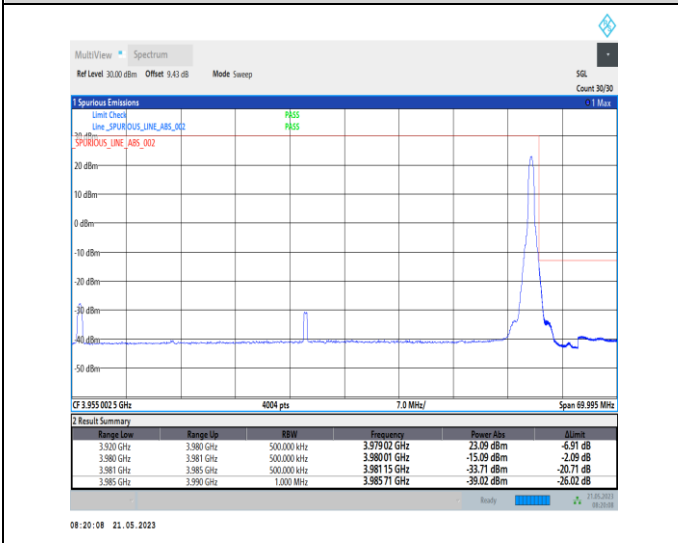 MultiView Spectrum
Ref Level 30.00 dBm Offset 9.43 dB Mode Sweep SGL
Count 30/30
1 Spurious Emissions 1 Max
Limit Check PASS
Line _SPURIOUS_LINE_ABS_002 PASS
30 dBm
_SPURIOUS_LINE_ABS_002
20 dBm
10 dBm
0 dBm
-10 dBm
-20 dBm
-30 dBm
-40 dBm
-50 dBm
CF 3.955 002 5 GHz 4004 pts 7.0 MHz/ Span 69.995 MHz
2 Result Summary
Range Low Range Up RBW Frequency Power Abs ΔLimit
3.920 GHz 3.980 GHz 500.000 kHz 3.979 02 GHz 23.09 dBm -6.91 dB
3.980 GHz 3.981 GHz 500.000 kHz 3.980 01 GHz -15.09 dBm -2.09 dB
3.981 GHz 3.985 GHz 500.000 kHz 3.981 15 GHz -33.71 dBm -20.71 dB
3.985 GHz 3.990 GHz 1.000 MHz 3.985 71 GHz -39.02 dBm -26.02 dB
Ready 21.05.2023
08:20:08
08:20:08 21.05.2023